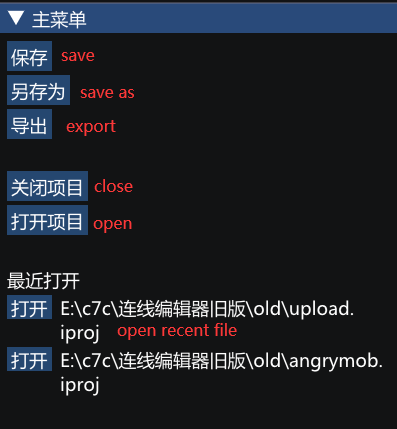 主菜单
保存 save
另存为 save as
导出 export
关闭项目 close
打开项目 open
最近打开
打开 E:\c7c\连线编辑器旧版\old\upload.
iproj open recent file
打开 E:\c7c\连线编辑器旧版\old\angrymob.
iproj